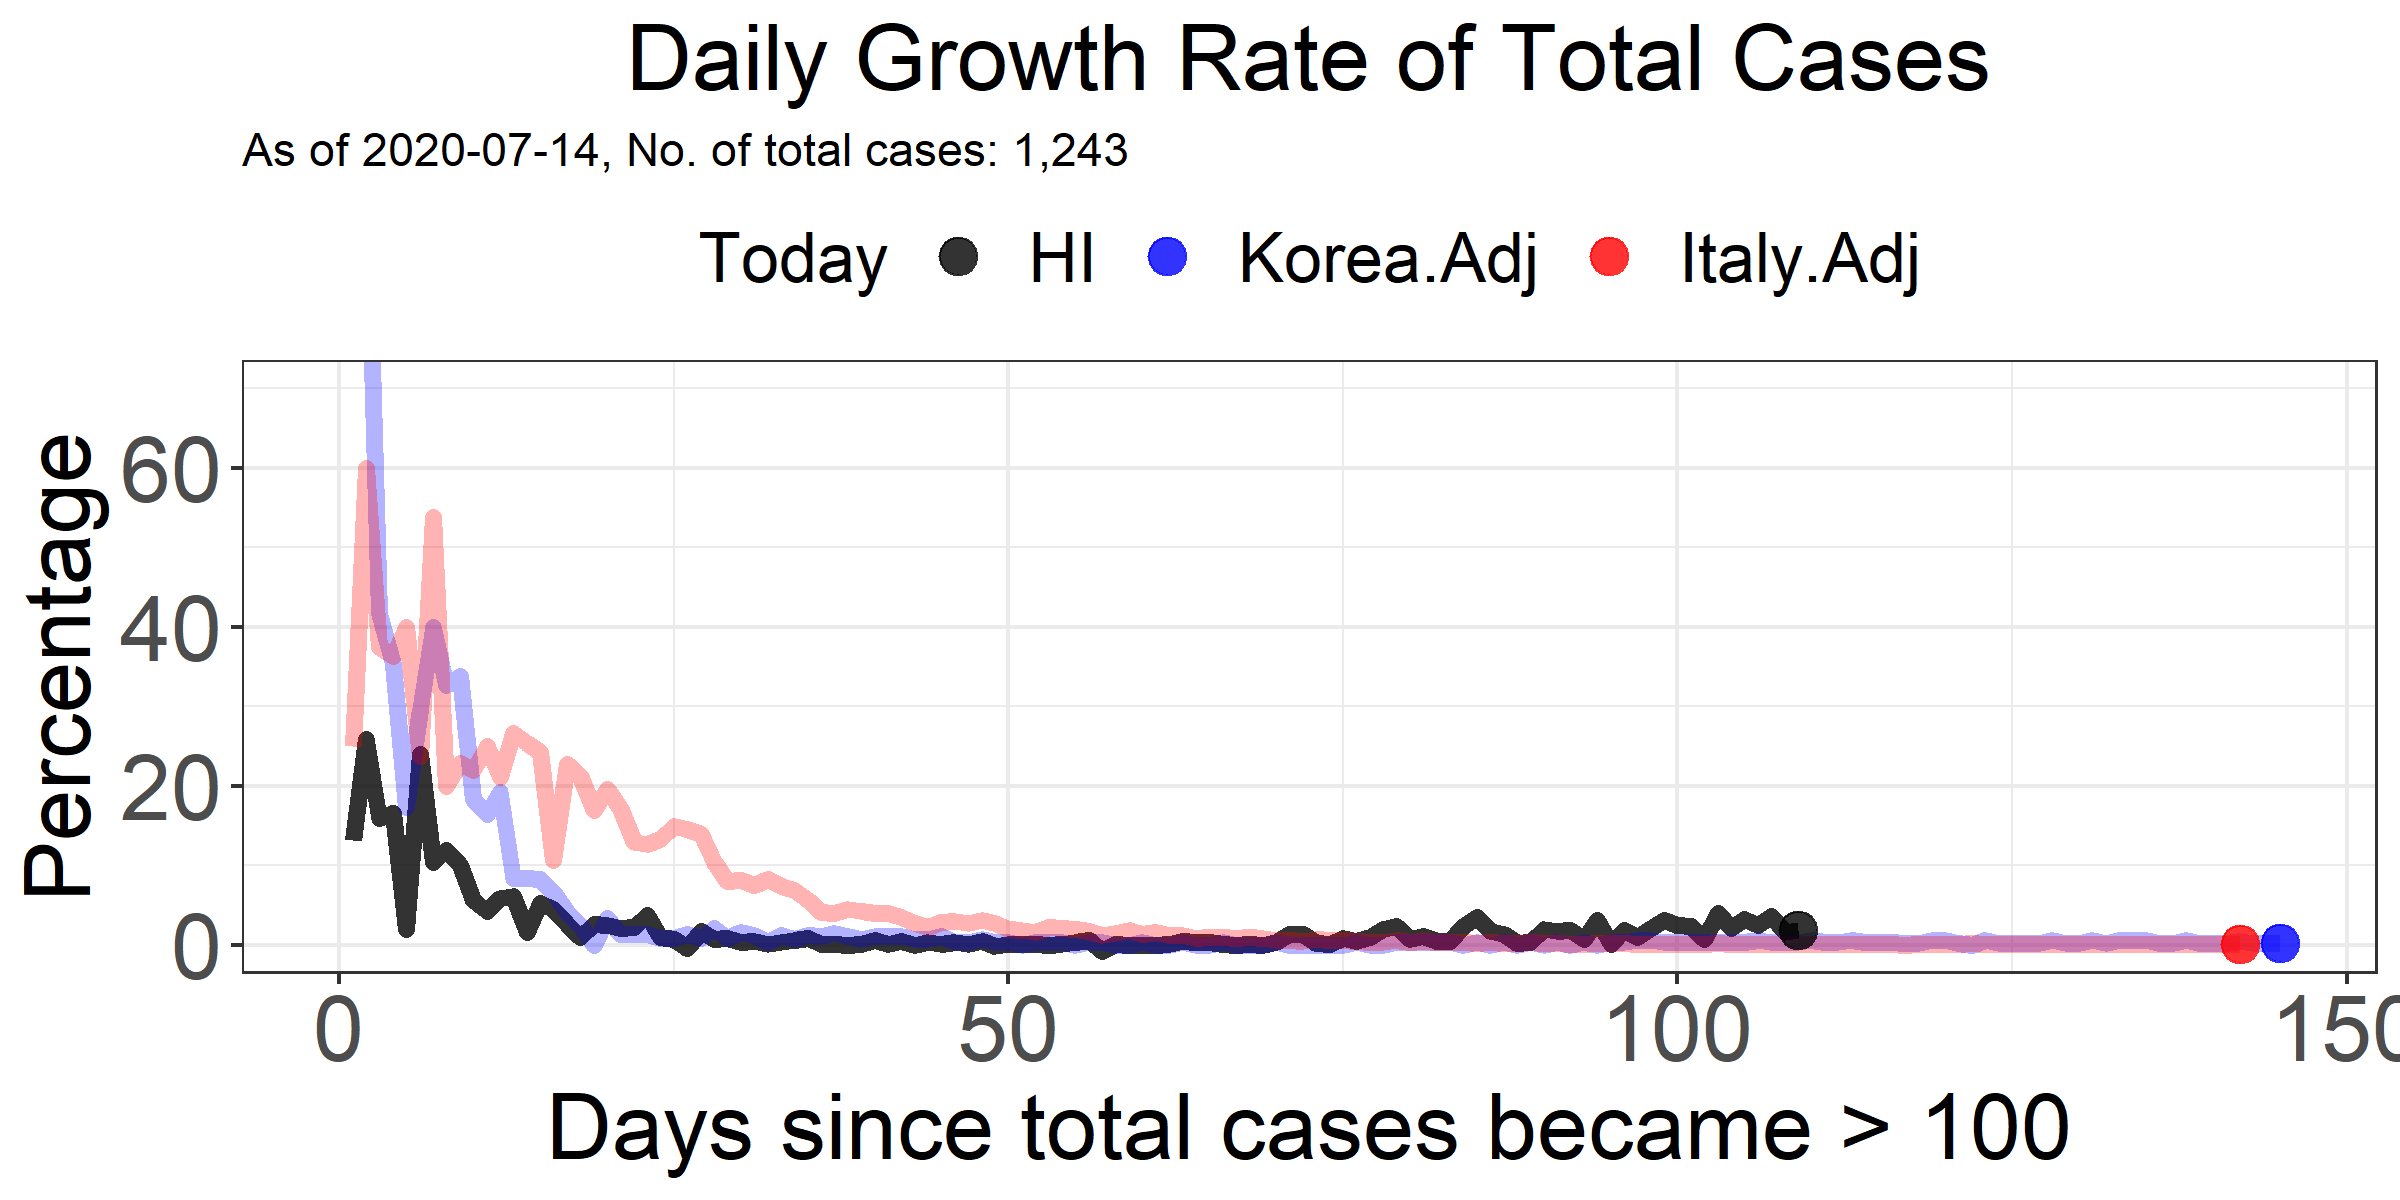 Daily Growth Rate of Total Cases
As of 2020-07-14, No. of total cases: 1,243
Today HI Korea.Adj Italy.Adj
Percentage
60
40
20
0
0 50 100 150
Days since total cases became > 100